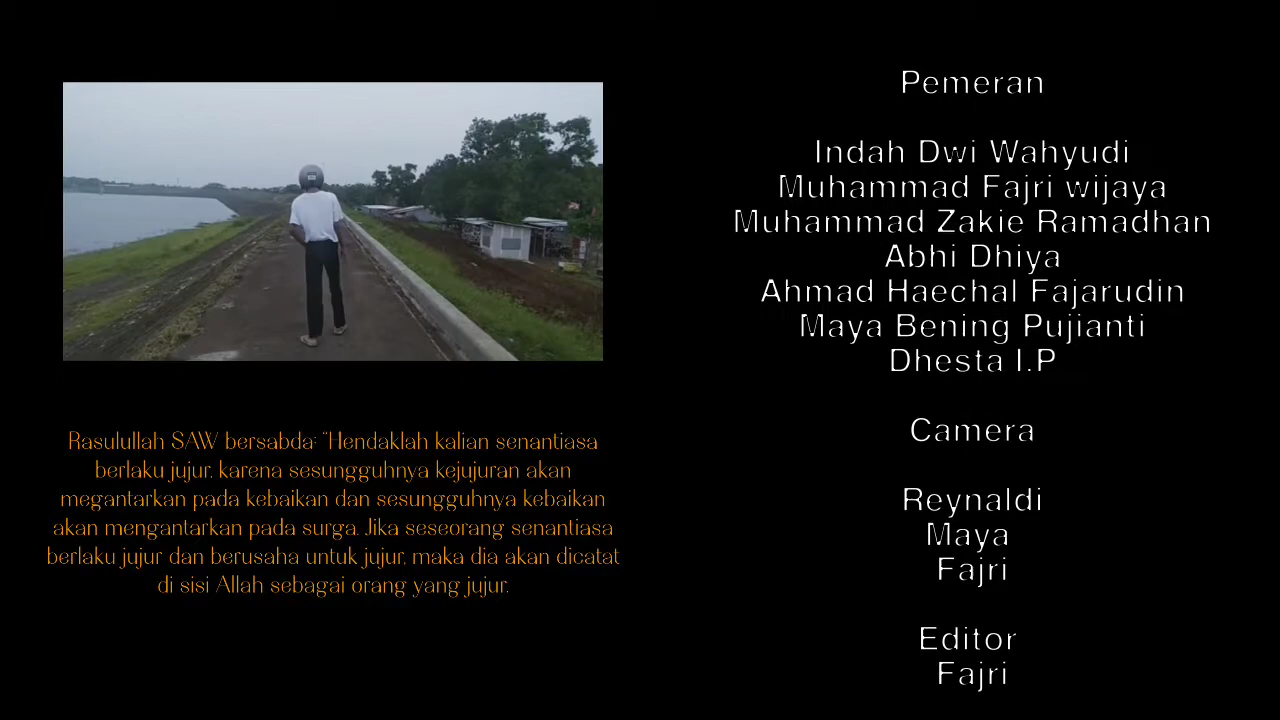 Rasulullah SAW bersabda: "Hendaklah kalian senantiasa
berlaku jujur, karena sesungguhnya kejujuran akan
megantarkan pada kebaikan dan sesungguhnya kebaikan
akan mengantarkan pada surga. Jika seseorang senantiasa
berlaku jujur dan berusaha untuk jujur, maka dia akan dicatat
di sisi Allah sebagai orang yang jujur.
Pemeran
Indah Dwi Wahyudi
Muhammad Fajri wijaya
Muhammad Zakie Ramadhan
Abhi Dhiya
Ahmad Haechal Fajarudin
Maya Bening Pujianti
Dhesta I.P
Camera
Reynaldi
Maya
Fajri
Editor
Fajri